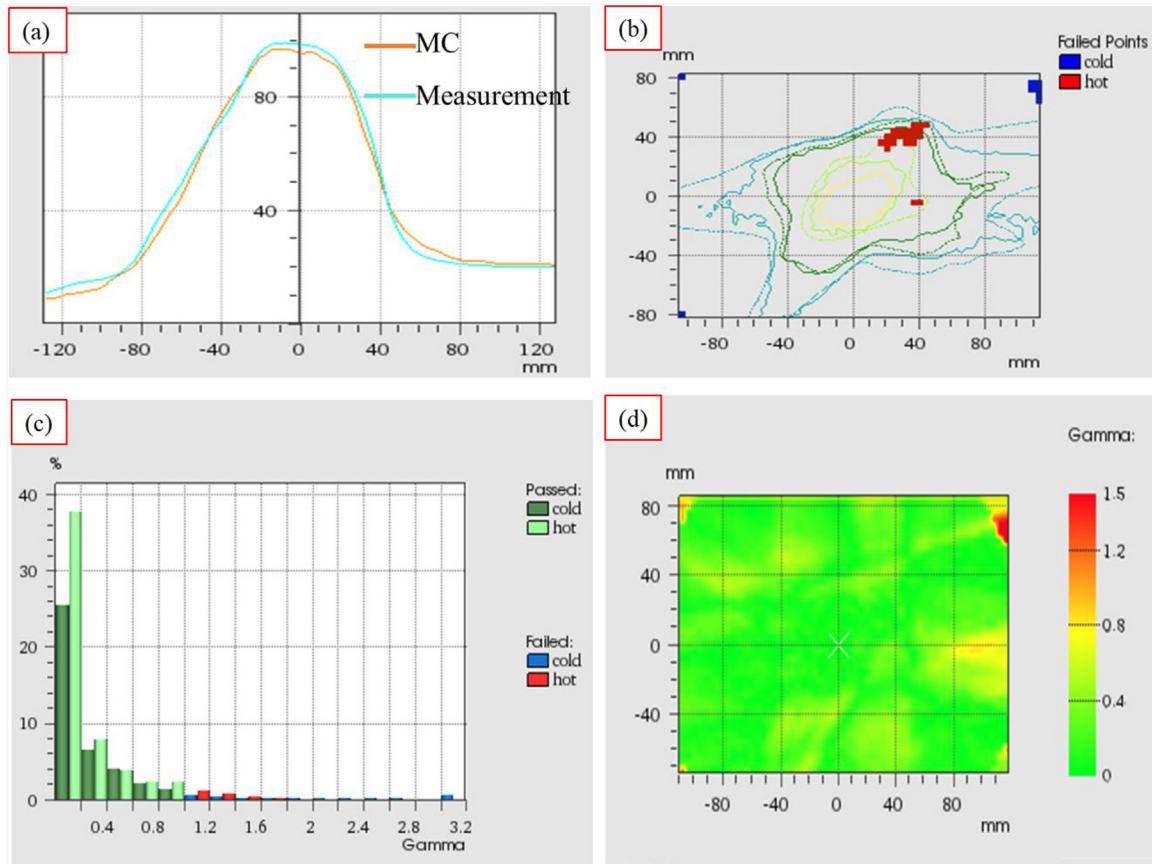 (a)
MC
Measurement
80
40
-120
-80
-40
0
40
80
120
mm
(b)
mm
80
40
0
-40
-80
-80
-40
0
40
80
mm
Failed Points
cold
hot
(c)
%
40
30
20
10
0
0.4
0.8
1.2
1.6
2
2.4
2.8
3.2
Gamma
Passed:
cold
hot
Failed:
cold
hot
(d)
mm
80
40
0
-40
-80
-40
0
40
80
mm
Gamma:
1.5
1.2
0.8
0.4
0